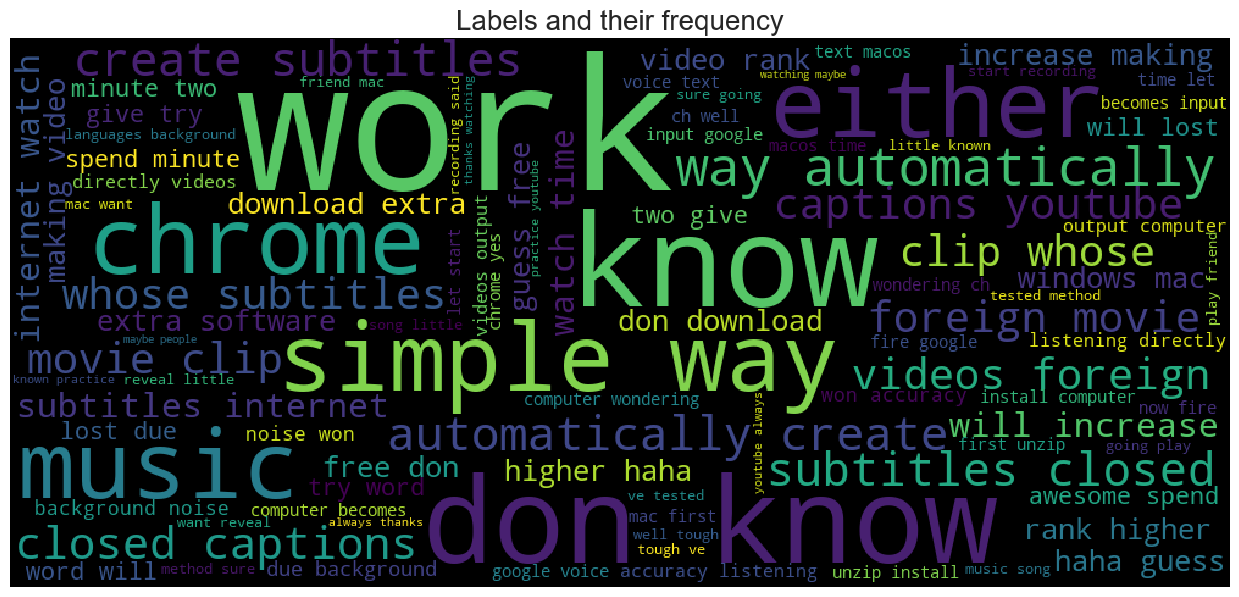 Labels and their frequency
create subtitles
work
video rank
text macos
increase making
internet watch
minute two
friend mac
voice text
watching maybe
start recording
time let
give try
sure going
either
becomes input
making video
languages background
recording said
thanks watching
ch well
will lost
spend minute
input google
macos time
little known
directly videos
way automatically
mac want
download extra
guess free
watch time
practice youtube
two give
captions youtube
output computer
chrome
know
clip whose
let start
videos output
chrome yes
play friend
whose subtitles
wondering ch
windows mac
tested method
extra software
song little
don download
foreign movie
maybe people
simple way
fire google
listening directly
movie clip
known practice
reveal little
videos foreign
subtitles internet
computer wondering
won accuracy
install computer
now fire
lost due
noise won
automatically create
youtube always
will increase
first unzip
going play
music
free don
higher haha
subtitles closed
try word
don know
ve tested
awesome spend
background noise
computer becomes
mac first
want reveal
always thanks
well tough
rank higher
closed captions
tough ve
haha guess
word will
method sure
due background
google voice
accuracy listening
unzip install
music song